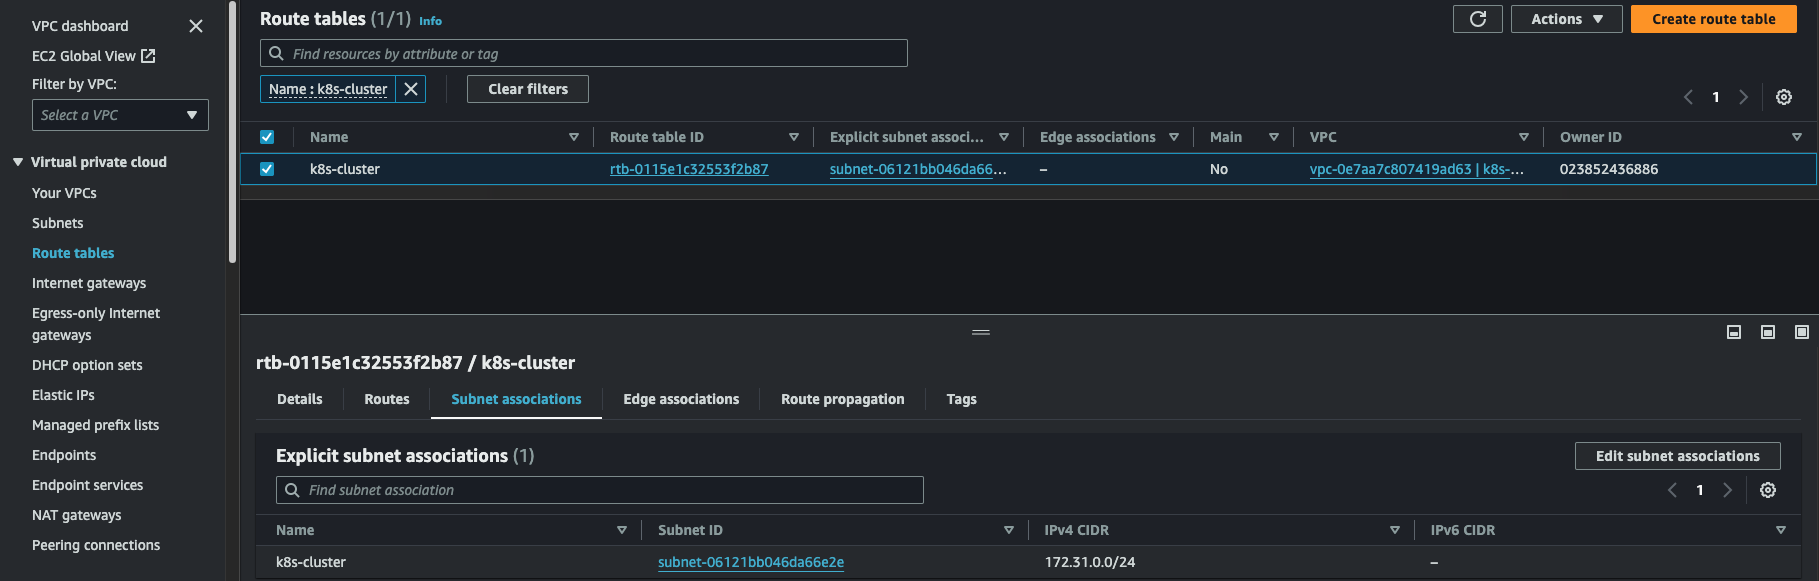 VPC dashboard
EC2 Global View
Filter by VPC:
Select a VPC
Virtual private cloud
Your VPCs
Subnets
Route tables
Internet gateways
Egress-only Internet
gateways
DHCP option sets
Elastic IPs
Managed prefix lists
Endpoints
Endpoint services
NAT gateways
Peering connections
Route tables (1/1) Info
Actions
Create route table
Find resources by attribute or tag
Name : k8s-cluster
Clear filters
1
Name Route table ID Explicit subnet associ... Edge associations Main VPC Owner ID
k8s-cluster rtb-0115e1c32553f2b87 subnet-06121bb046da66... – No vpc-0e7aa7c807419ad63 | k8s-... 023852436886
rtb-0115e1c32553f2b87 / k8s-cluster
Details Routes Subnet associations Edge associations Route propagation Tags
Explicit subnet associations (1)
Edit subnet associations
Find subnet association
1
Name Subnet ID IPv4 CIDR IPv6 CIDR
k8s-cluster subnet-06121bb046da66e2e 172.31.0.0/24 –